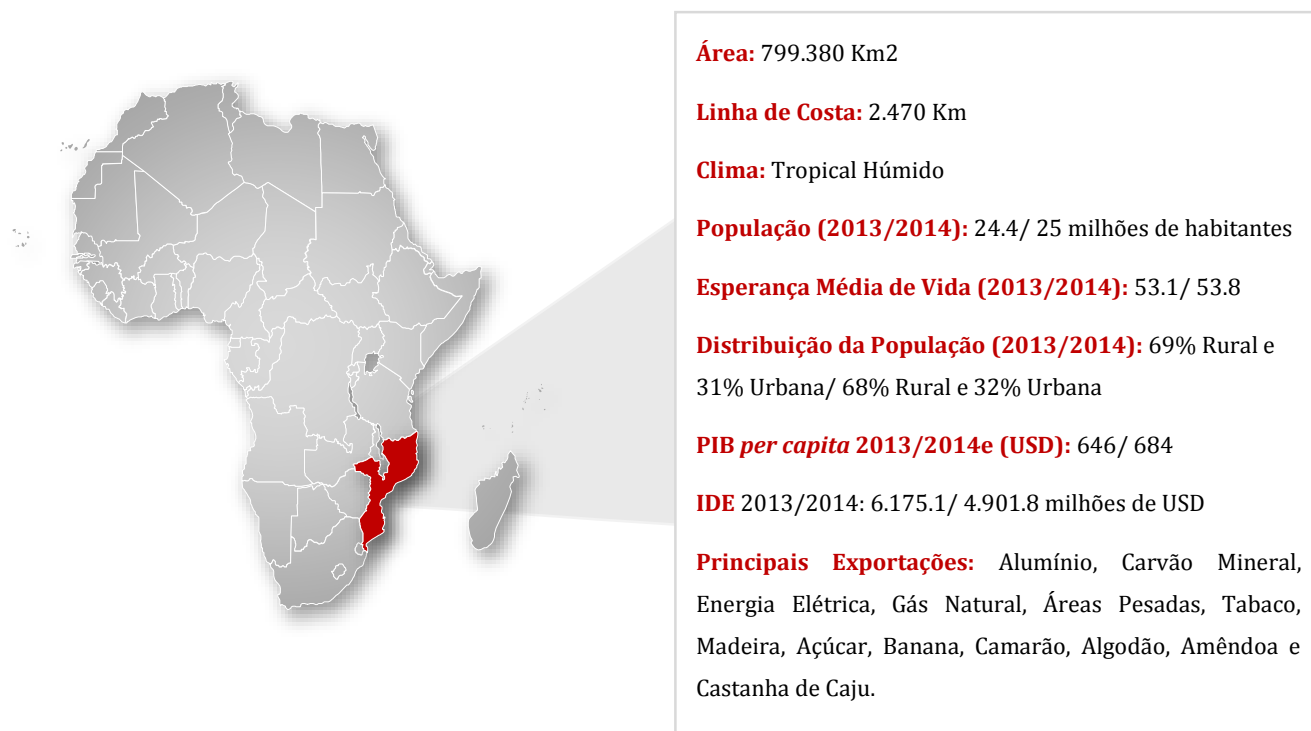 Área: 799.380 Km2
Linha de Costa: 2.470 Km
Clima: Tropical Húmido
População (2013/2014): 24.4/ 25 milhões de habitantes
Esperança Média de Vida (2013/2014): 53.1/ 53.8
Distribuição da População (2013/2014): 69% Rural e
31% Urbana/ 68% Rural e 32% Urbana
PIB per capita 2013/2014e (USD): 646/ 684
IDE 2013/2014: 6.175.1/ 4.901.8 milhões de USD
Principais Exportações: Alumínio, Carvão Mineral,
Energia Elétrica, Gás Natural, Áreas Pesadas, Tabaco,
Madeira, Açúcar, Banana, Camarão, Algodão, Amêndoa e
Castanha de Caju.